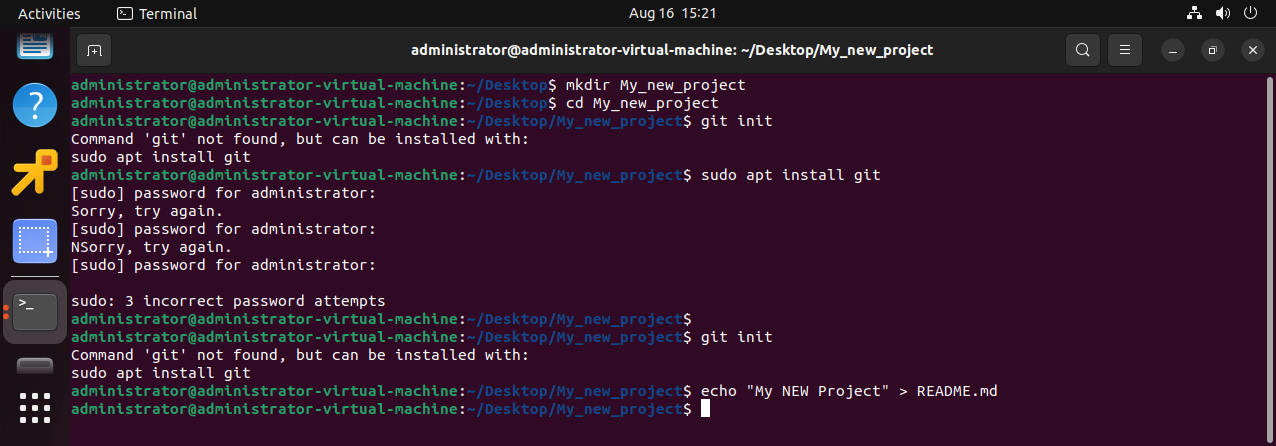 Activities Terminal Aug 16 15:21
administrator@administrator-virtual-machine: ~/Desktop/My_new_project
administrator@administrator-virtual-machine:~/Desktop$ mkdir My_new_project
administrator@administrator-virtual-machine:~/Desktop$ cd My_new_project
administrator@administrator-virtual-machine:~/Desktop/My_new_project$ git init
Command 'git' not found, but can be installed with:
sudo apt install git
administrator@administrator-virtual-machine:~/Desktop/My_new_project$ sudo apt install git
[sudo] password for administrator:
Sorry, try again.
[sudo] password for administrator:
NSorry, try again.
[sudo] password for administrator:
sudo: 3 incorrect password attempts
administrator@administrator-virtual-machine:~/Desktop/My_new_project$
administrator@administrator-virtual-machine:~/Desktop/My_new_project$ git init
Command 'git' not found, but can be installed with:
sudo apt install git
administrator@administrator-virtual-machine:~/Desktop/My_new_project$ echo "My NEW Project" > README.md
administrator@administrator-virtual-machine:~/Desktop/My_new_project$